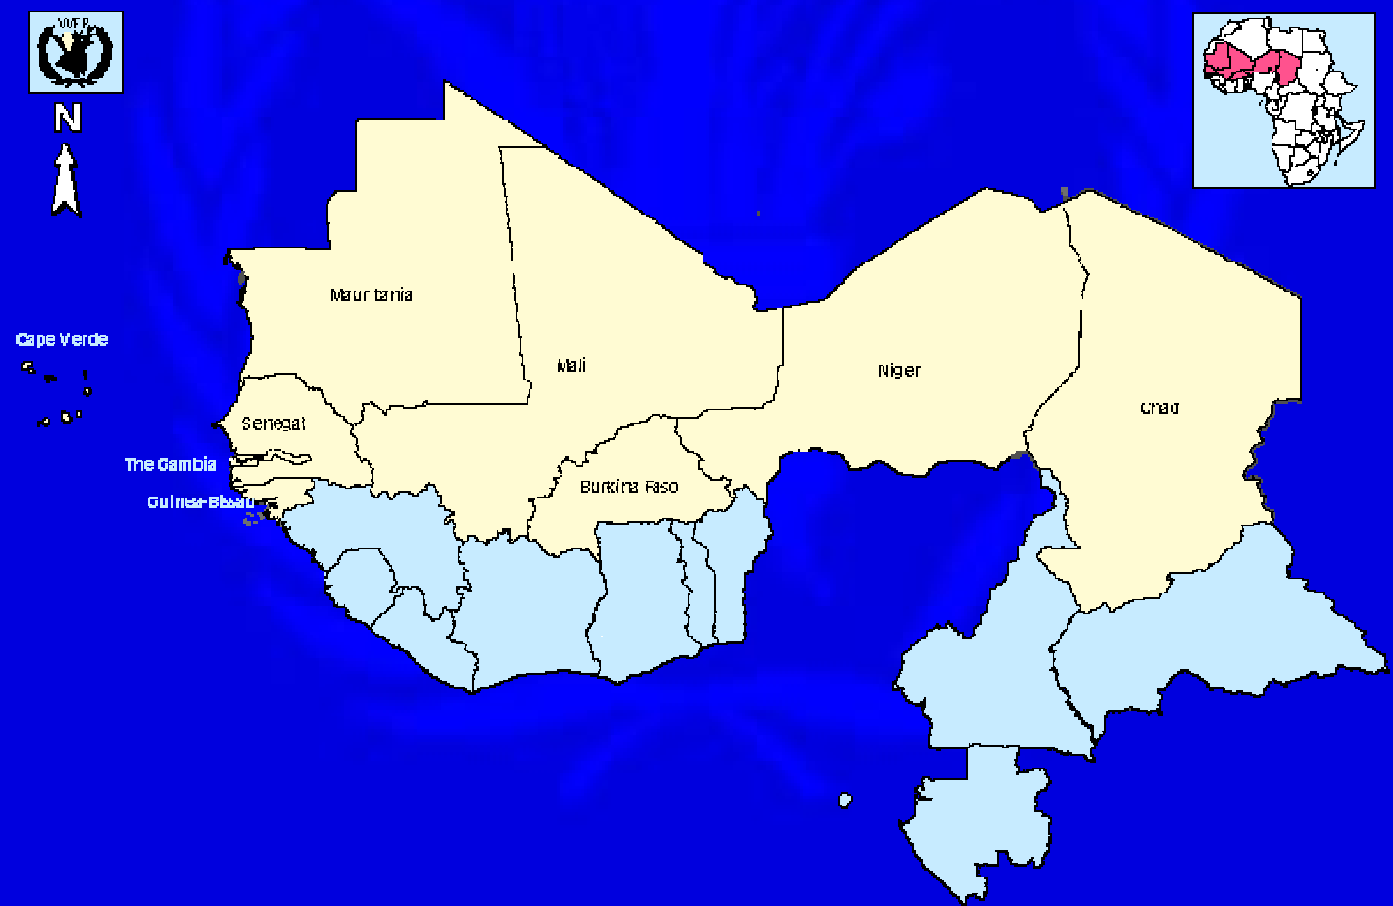 WFP
N
Mauritania
Cape Verde
Mali
Niger
Chad
Senegal
The Gambia
Burkina Faso
Guinea-Bissau